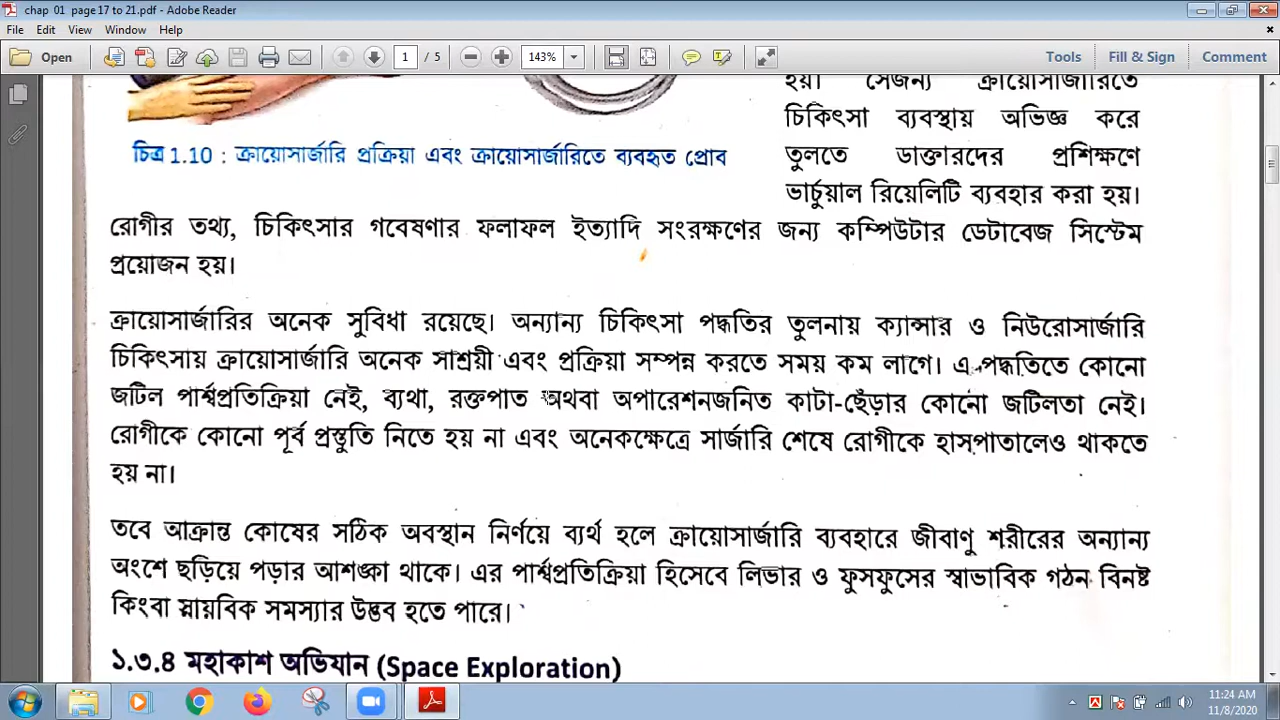 chap 01 page 17 to 21.pdf - Adobe Reader
File Edit View Window Help
Open 1 / 5 143% Tools Fill & Sign Comment
হয়। সেজন্য ক্রায়োসার্জারিতে
চিকিৎসা ব্যবস্থায় অভিজ্ঞ করে
চিত্র 1.10 : ক্রায়োসার্জারি প্রক্রিয়া এবং ক্রায়োসার্জারিতে ব্যবহৃত প্রোব
তুলতে ডাক্তারদের প্রশিক্ষণে
ভার্চুয়াল রিয়েলিটি ব্যবহার করা হয়।
রোগীর তথ্য, চিকিৎসার গবেষণার ফলাফল ইত্যাদি সংরক্ষণের জন্য কম্পিউটার ডেটাবেজ সিস্টেম
প্রয়োজন হয়।
ক্রায়োসার্জারির অনেক সুবিধা রয়েছে। অন্যান্য চিকিৎসা পদ্ধতির তুলনায় ক্যান্সার ও নিউরোসার্জারি
চিকিৎসায় ক্রায়োসার্জারি অনেক সাশ্রয়ী এবং প্রক্রিয়া সম্পন্ন করতে সময় কম লাগে। এ পদ্ধতিতে কোনো
জটিল পার্শ্বপ্রতিক্রিয়া নেই, ব্যথা, রক্তপাত অথবা অপারেশনজনিত কাটা-ছেঁড়ার কোনো জটিলতা নেই।
রোগীকে কোনো পূর্ব প্রস্তুতি নিতে হয় না এবং অনেকক্ষেত্রে সার্জারি শেষে রোগীকে হাসপাতালেও থাকতে
হয় না।
তবে আক্রান্ত কোষের সঠিক অবস্থান নির্ণয়ে ব্যর্থ হলে ক্রায়োসার্জারি ব্যবহারে জীবাণু শরীরের অন্যান্য
অংশে ছড়িয়ে পড়ার আশঙ্কা থাকে। এর পার্শ্বপ্রতিক্রিয়া হিসেবে লিভার ও ফুসফুসের স্বাভাবিক গঠন বিনষ্ট
কিংবা স্নায়বিক সমস্যার উদ্ভব হতে পারে।
১.৩.৪ মহাকাশ অভিযান (Space Exploration)
11:24 AM
11/8/2020